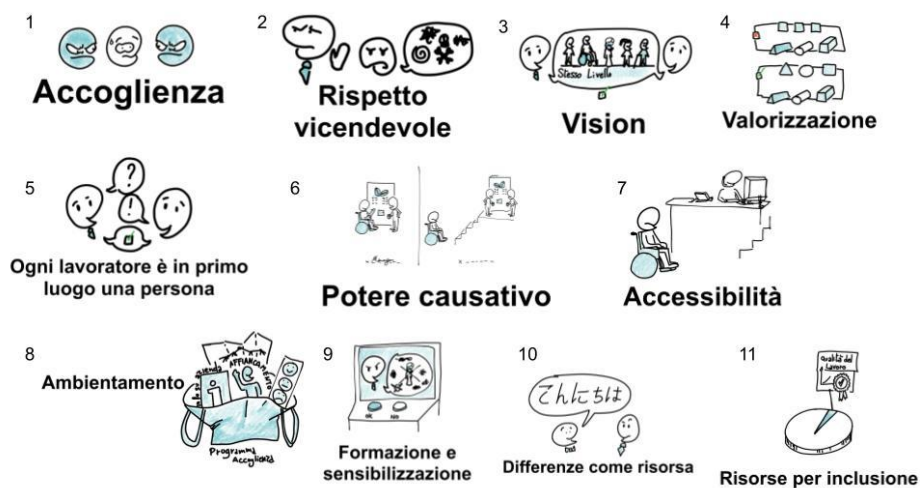 1
Accoglienza
2
Rispetto
vicendevole
3
Stesso Livello
Vision
4
Valorizzazione
5
?
!
Ogni lavoratore è in primo
luogo una persona
6
Potere causativo
7
Accessibilità
8
Ambientamento
AFFIANCAMENTO
Programma
Accoglienza
9
Formazione e
sensibilizzazione
10
てんにちは
Differenze come risorsa
11
qualità del
lavoro
Risorse per inclusione